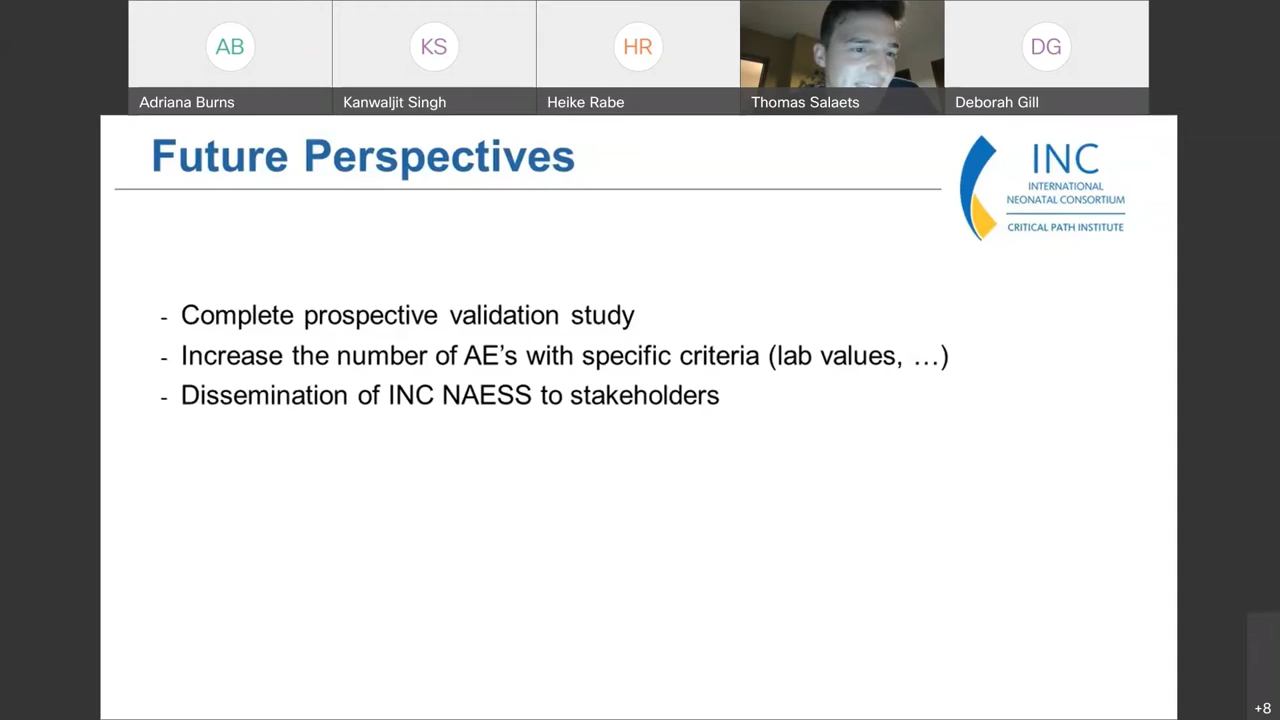 AB
KS
HR
DG
Adriana Burns
Kanwaljit Singh
Heike Rabe
Thomas Salaets
Deborah Gill
Future Perspectives
INC
INTERNATIONAL
NEONATAL CONSORTIUM
CRITICAL PATH INSTITUTE
- Complete prospective validation study
- Increase the number of AE’s with specific criteria (lab values, …)
- Dissemination of INC NAESS to stakeholders
+8